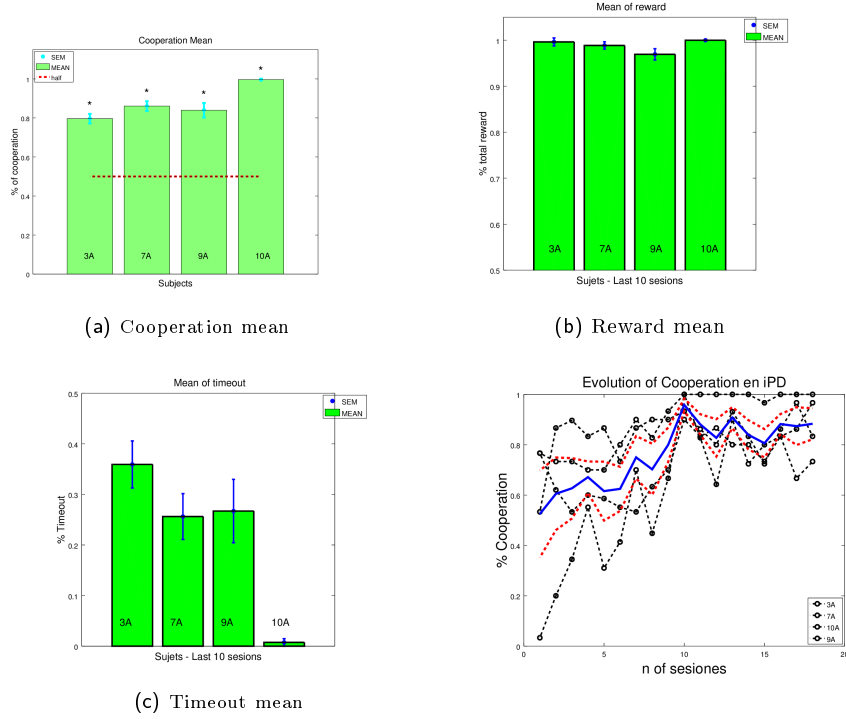 Cooperation Mean
SEM
MEAN
half
% of cooperation
1
0.8
0.6
0.4
0.2
0
*
*
*
*
3A
7A
9A
10A
Subjects
(a) Cooperation mean
Mean of reward
SEM
MEAN
% total reward
1
0.9
0.8
0.7
0.6
0.5
3A
7A
9A
10A
Sujets - Last 10 sesions
(b) Reward mean
Mean of timeout
SEM
MEAN
% Timeout
0.5
0.4
0.3
0.2
0.1
0
3A
7A
9A
10A
Sujets - Last 10 sesions
(c) Timeout mean
Evolution of Cooperation en iPD
% Cooperation
1
0.8
0.6
0.4
0.2
0
0
5
10
15
20
3A
7A
10A
9A
n of sesiones